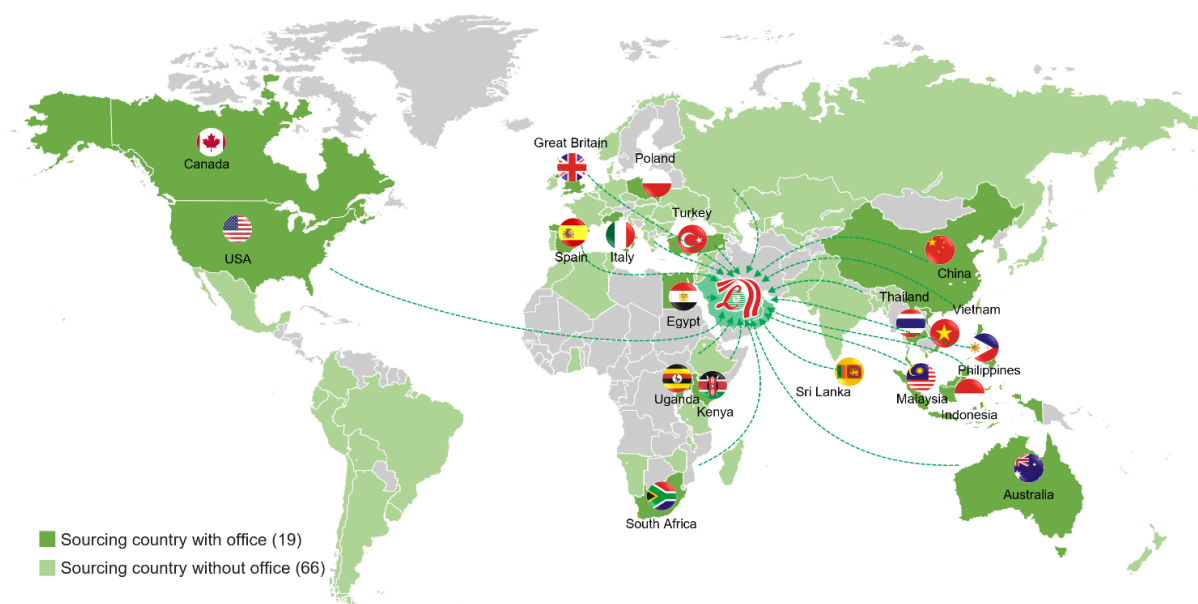 Great Britain
Poland
Canada
Turkey
USA
Spain
Italy
China
Thailand
Vietnam
Egypt
Philippines
Sri Lanka
Malaysia
Uganda
Kenya
Indonesia
Australia
South Africa
Sourcing country with office (19)
Sourcing country without office (66)